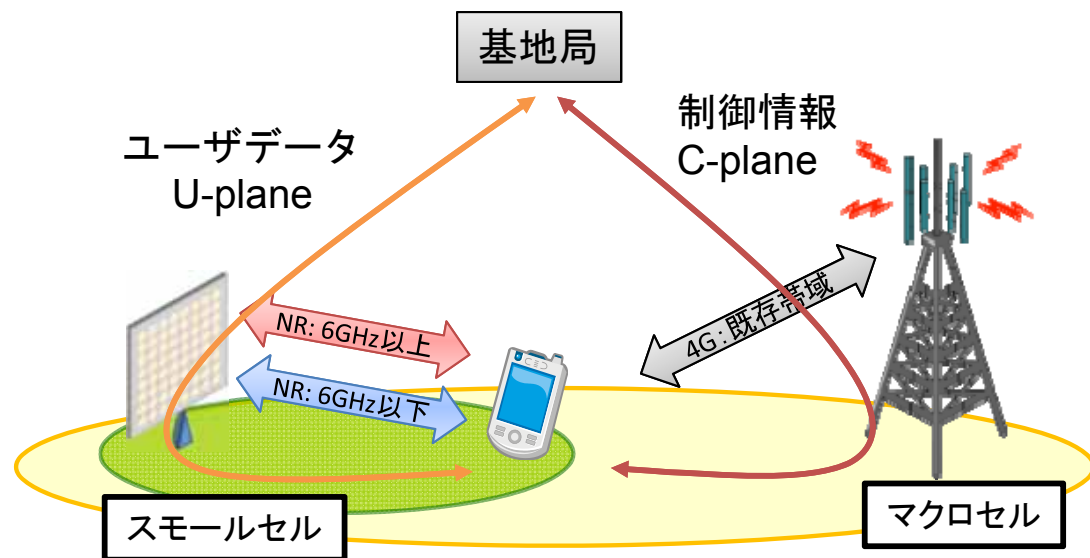 基地局
ユーザデータ
U-plane
制御情報
C-plane
NR: 6GHz以上
NR: 6GHz以下
4G：既存帯域
スモールセル
マクロセル